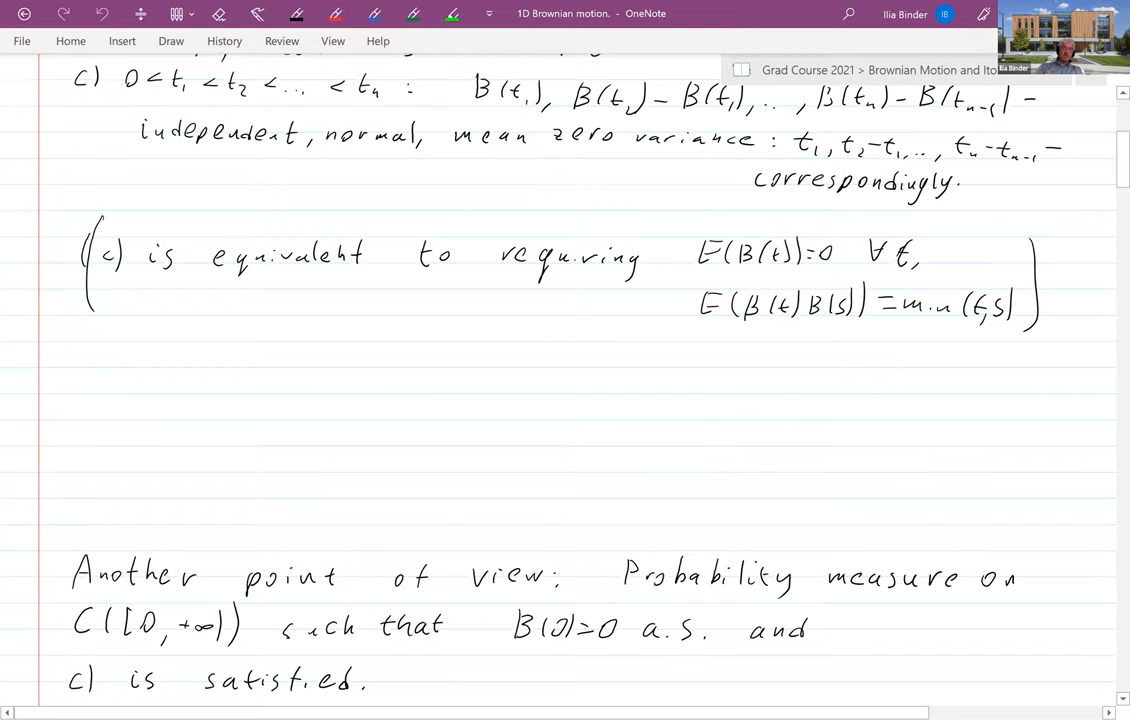 1D Brownian motion. - OneNote
Ilia Binder
IB
File Home Insert Draw History Review View Help
Ilia Binder
Grad Course 2021 > Brownian Motion and Ito
c) 0 < t₁ < t₂ < ... < tₙ : B(t₁), B(t₂) - B(t₁), .., B(tₙ) - B(tₙ₋₁) -
independent, normal, mean zero variance : t₁, t₂-t₁, .., tₙ-tₙ₋₁ -
correspondingly.
(c) is equivalent to requiring E(B(t))=0 ∀ t,
E(B(t)B(s)) = min(t,s))
Another point of view: Probability measure on
C([0,+∞)) such that B(0)=0 a.s. and
c) is satisfied.